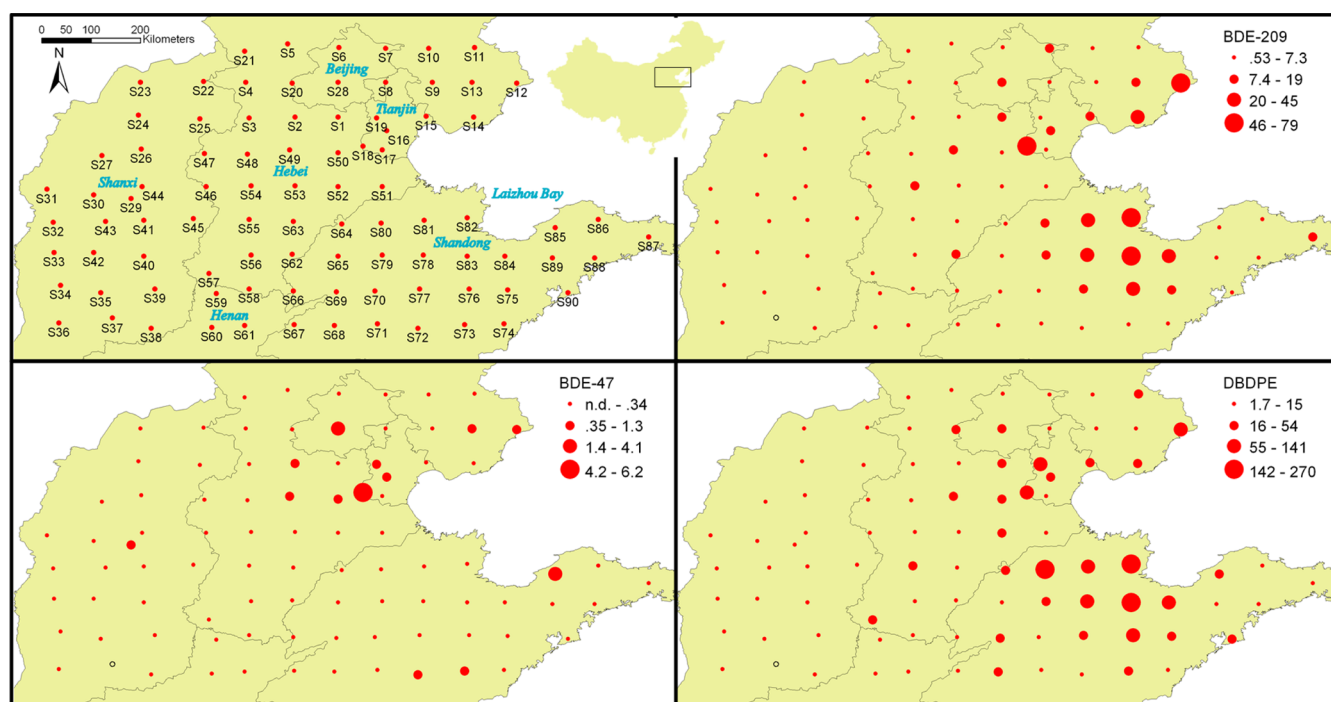 0 50 100 200
Kilometers
N
S5 S6 S7 S10 S11
S21
Beijing
S23 S22 S4 S20 S28 S8 S9 S13 S12
Tianjin
S24 S25 S3 S2 S1 S19 S15 S14
S16
S27 S26 S47 S48 S49 S50 S18 S17
Hebei
Shanxi
S31 S30 S44 S46 S54 S53 S52 S51
S29
Laizhou Bay
S32 S43 S41 S45 S55 S63 S64 S80 S81 S82 S85 S86 S87
Shandong
S33 S42 S40 S57 S56 S62 S65 S79 S78 S83 S84 S89 S88
S34 S35 S39 S59 S58 S66 S69 S70 S77 S76 S75 S90
Henan
S36 S37 S38 S60 S61 S67 S68 S71 S72 S73 S74
BDE-209
.53 - 7.3
7.4 - 19
20 - 45
46 - 79
BDE-47
n.d. - .34
.35 - 1.3
1.4 - 4.1
4.2 - 6.2
DBDPE
1.7 - 15
16 - 54
55 - 141
142 - 270